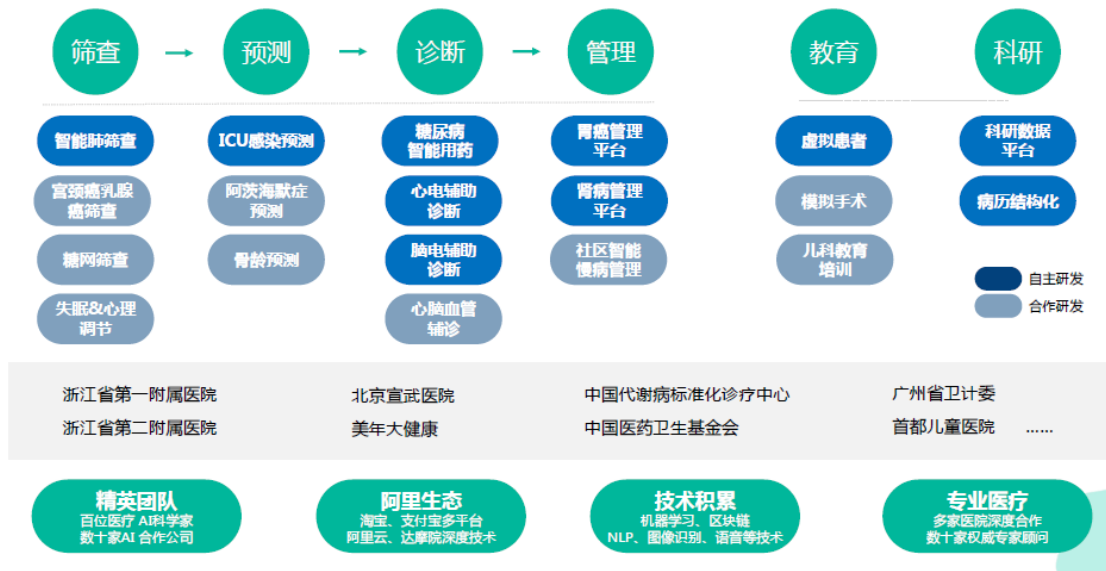 筛查
预测
诊断
管理
教育
科研
智能肺筛查
宫颈癌乳腺
癌筛查
糖网筛查
失眠&心理
调节
ICU感染预测
阿茨海默症
预测
骨龄预测
糖尿病
智能用药
心电辅助
诊断
脑电辅助
诊断
心脑血管
辅诊
胃癌管理
平台
肾病管理
平台
社区智能
慢病管理
虚拟患者
模拟手术
儿科教育
培训
科研数据
平台
病历结构化
自主研发
合作研发
浙江省第一附属医院
北京宣武医院
中国代谢病标准化诊疗中心
广州省卫计委
浙江省第二附属医院
美年大健康
中国医药卫生基金会
首都儿童医院
……
精英团队
百位医疗 AI科学家
数十家AI 合作公司
阿里生态
淘宝、支付宝多平台
阿里云、达摩院深度技术
技术积累
机器学习、区块链
NLP、图像识别、语音等技术
专业医疗
多家医院深度合作
数十家权威专家顾问